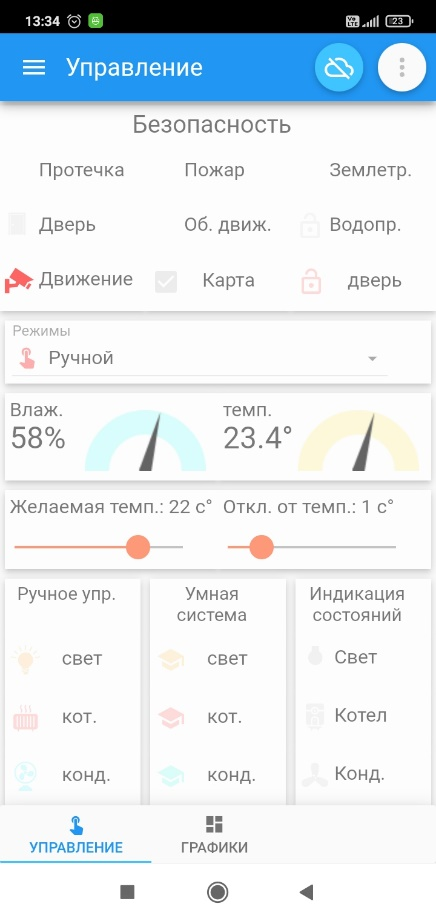 13:34
Vo LTE
23
Управление
Безопасность
Протечка Пожар Землетр.
Дверь Об. движ. Водопр.
Движение Карта дверь
Режимы
Ручной
Влаж. темп.
58% 23.4°
Желаемая темп.: 22 с° Откл. от темп.: 1 с°
Ручное упр.
свет
кот.
конд.
Умная
система
свет
кот.
конд.
Индикация
состояний
Свет
Котел
Конд.
УПРАВЛЕНИЕ ГРАФИКИ